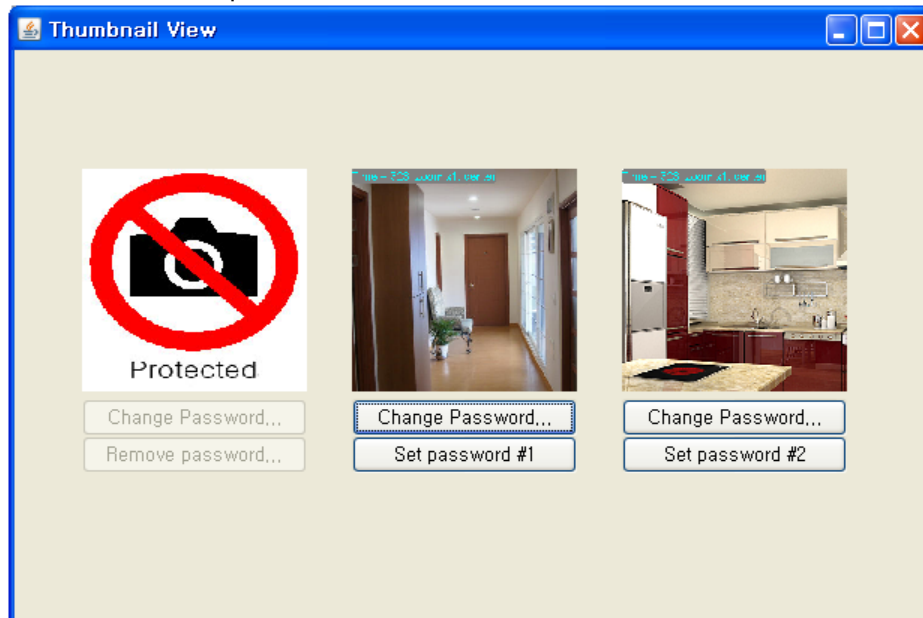 Thumbnail View
Protected
Change Password...
Change Password...
Change Password...
Remove password...
Set password #1
Set password #2